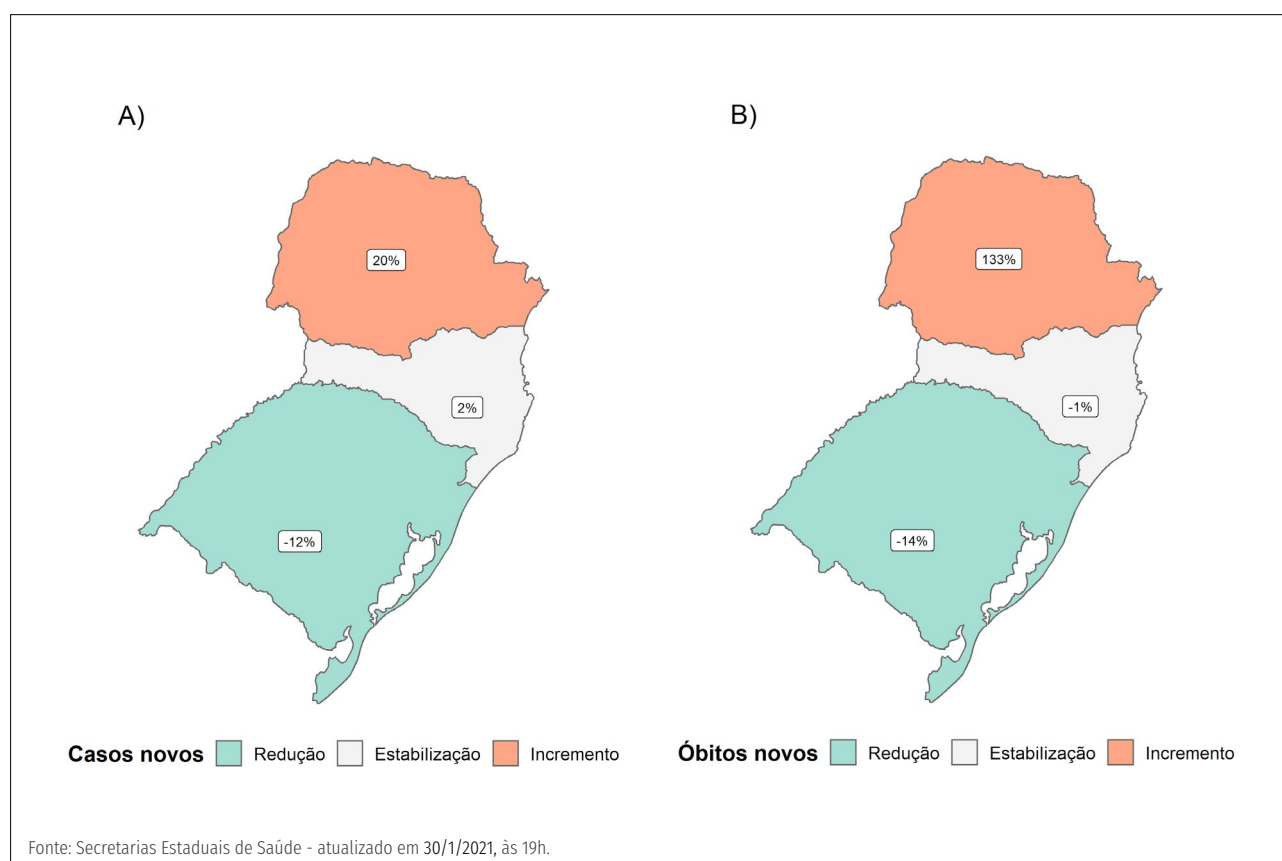 A)
B)
20%
133%
2%
-1%
-12%
-14%
Casos novos Redução Estabilização Incremento
Óbitos novos Redução Estabilização Incremento
Fonte: Secretarias Estaduais de Saúde - atualizado em 30/1/2021, às 19h.